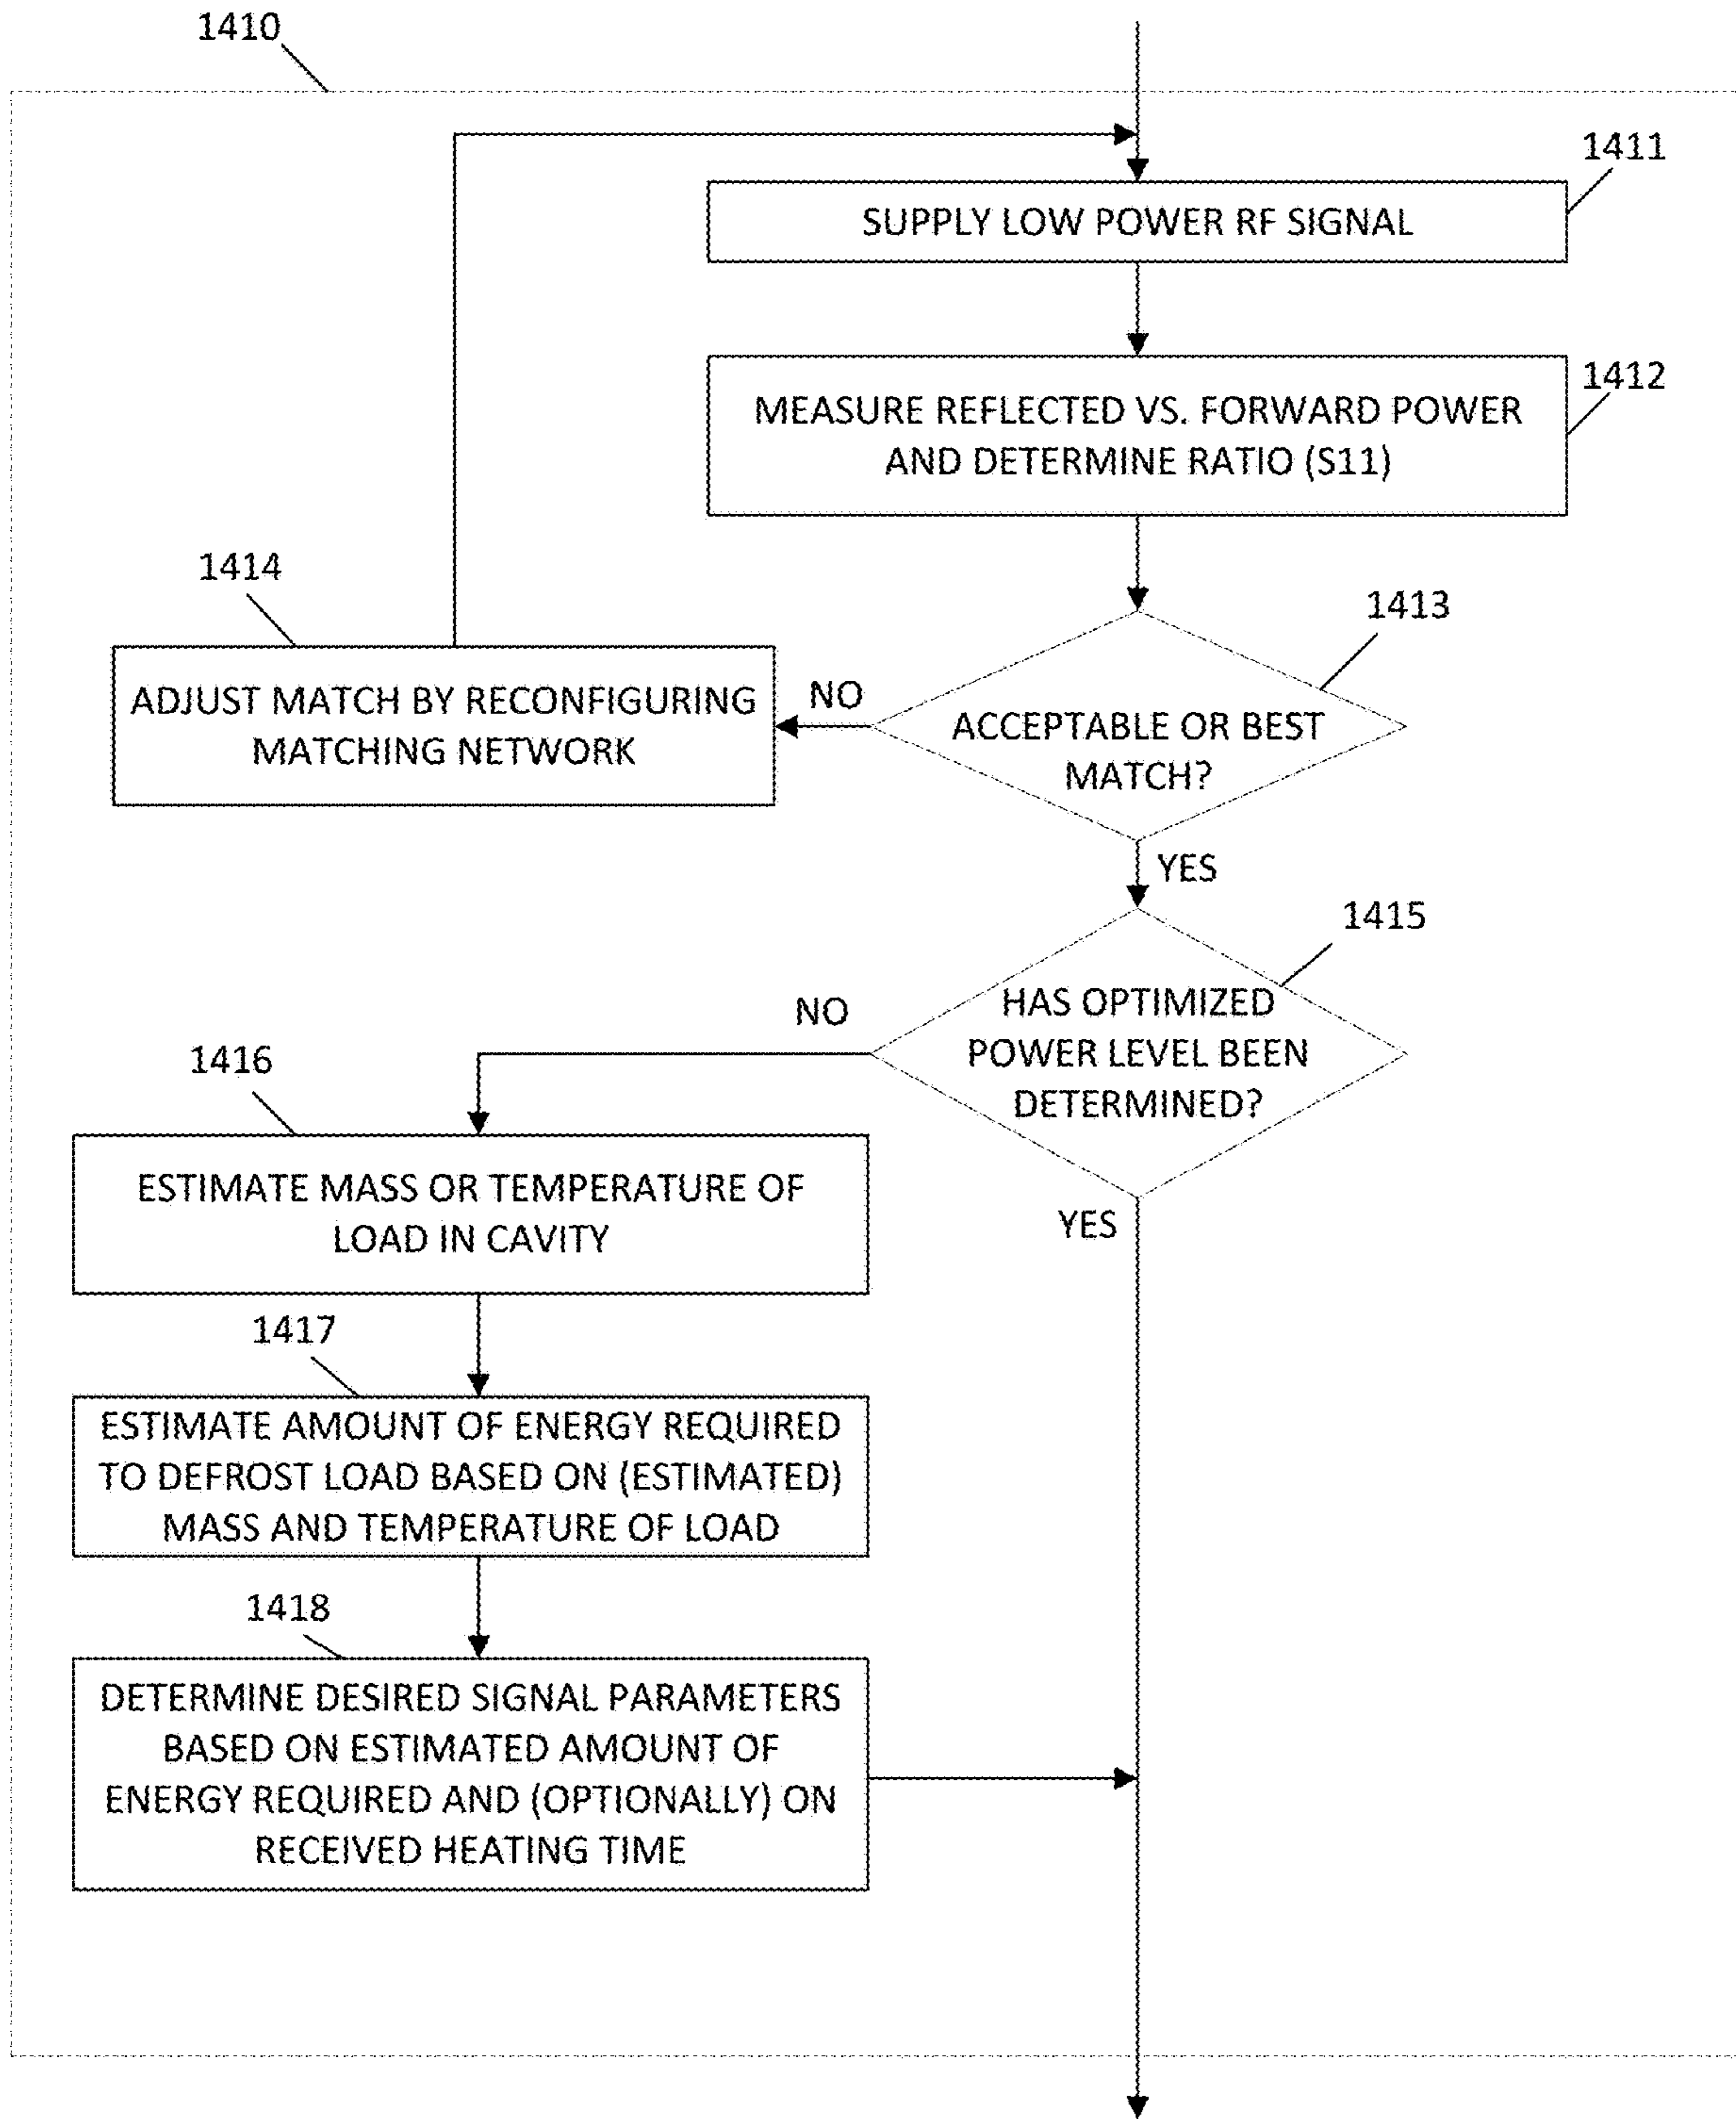 1410
1411
SUPPLY LOW POWER RF SIGNAL
1412
MEASURE REFLECTED VS. FORWARD POWER
AND DETERMINE RATIO (S11)
1414
1413
ADJUST MATCH BY RECONFIGURING
MATCHING NETWORK
NO
ACCEPTABLE OR BEST
MATCH?
YES
1415
NO
HAS OPTIMIZED
POWER LEVEL BEEN
DETERMINED?
1416
YES
ESTIMATE MASS OR TEMPERATURE OF
LOAD IN CAVITY
1417
ESTIMATE AMOUNT OF ENERGY REQUIRED
TO DEFROST LOAD BASED ON (ESTIMATED)
MASS AND TEMPERATURE OF LOAD
1418
DETERMINE DESIRED SIGNAL PARAMETERS
BASED ON ESTIMATED AMOUNT OF
ENERGY REQUIRED AND (OPTIONALLY) ON
RECEIVED HEATING TIME